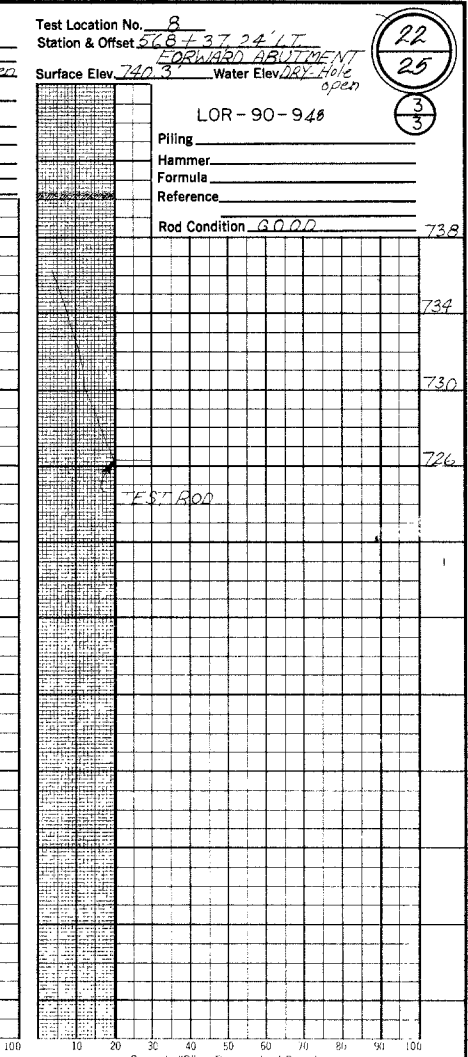 Test Location No. 8
Station & Offset 568+37 24' LT.
FORWARD ABUTMENT
Surface Elev. 740.3' Water Elev. DRY-Hole open
22
25
3
3
LOR-90-948
Piling
Hammer
Formula
Reference
Rod Condition GOOD
738
734
730
726
TEST ROD
100 10 20 30 40 50 60 70 80 90 100